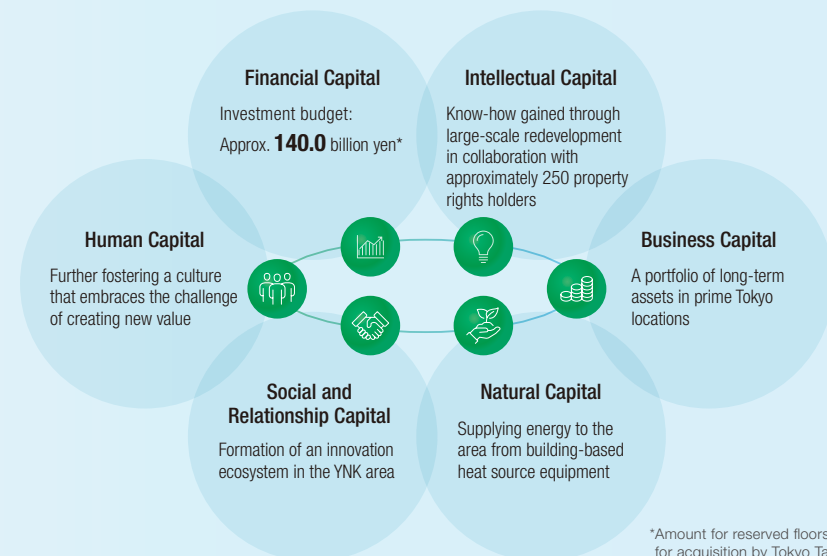 Financial Capital
Investment budget:
Approx. 140.0 billion yen*
Intellectual Capital
Know-how gained through
large-scale redevelopment
in collaboration with
approximately 250 property
rights holders
Human Capital
Further fostering a culture
that embraces the challenge
of creating new value
Business Capital
A portfolio of long-term
assets in prime Tokyo
locations
Social and
Relationship Capital
Formation of an innovation
ecosystem in the YNK area
Natural Capital
Supplying energy to the
area from building-based
heat source equipment
*Amount for reserved floors
for acquisition by Tokyo